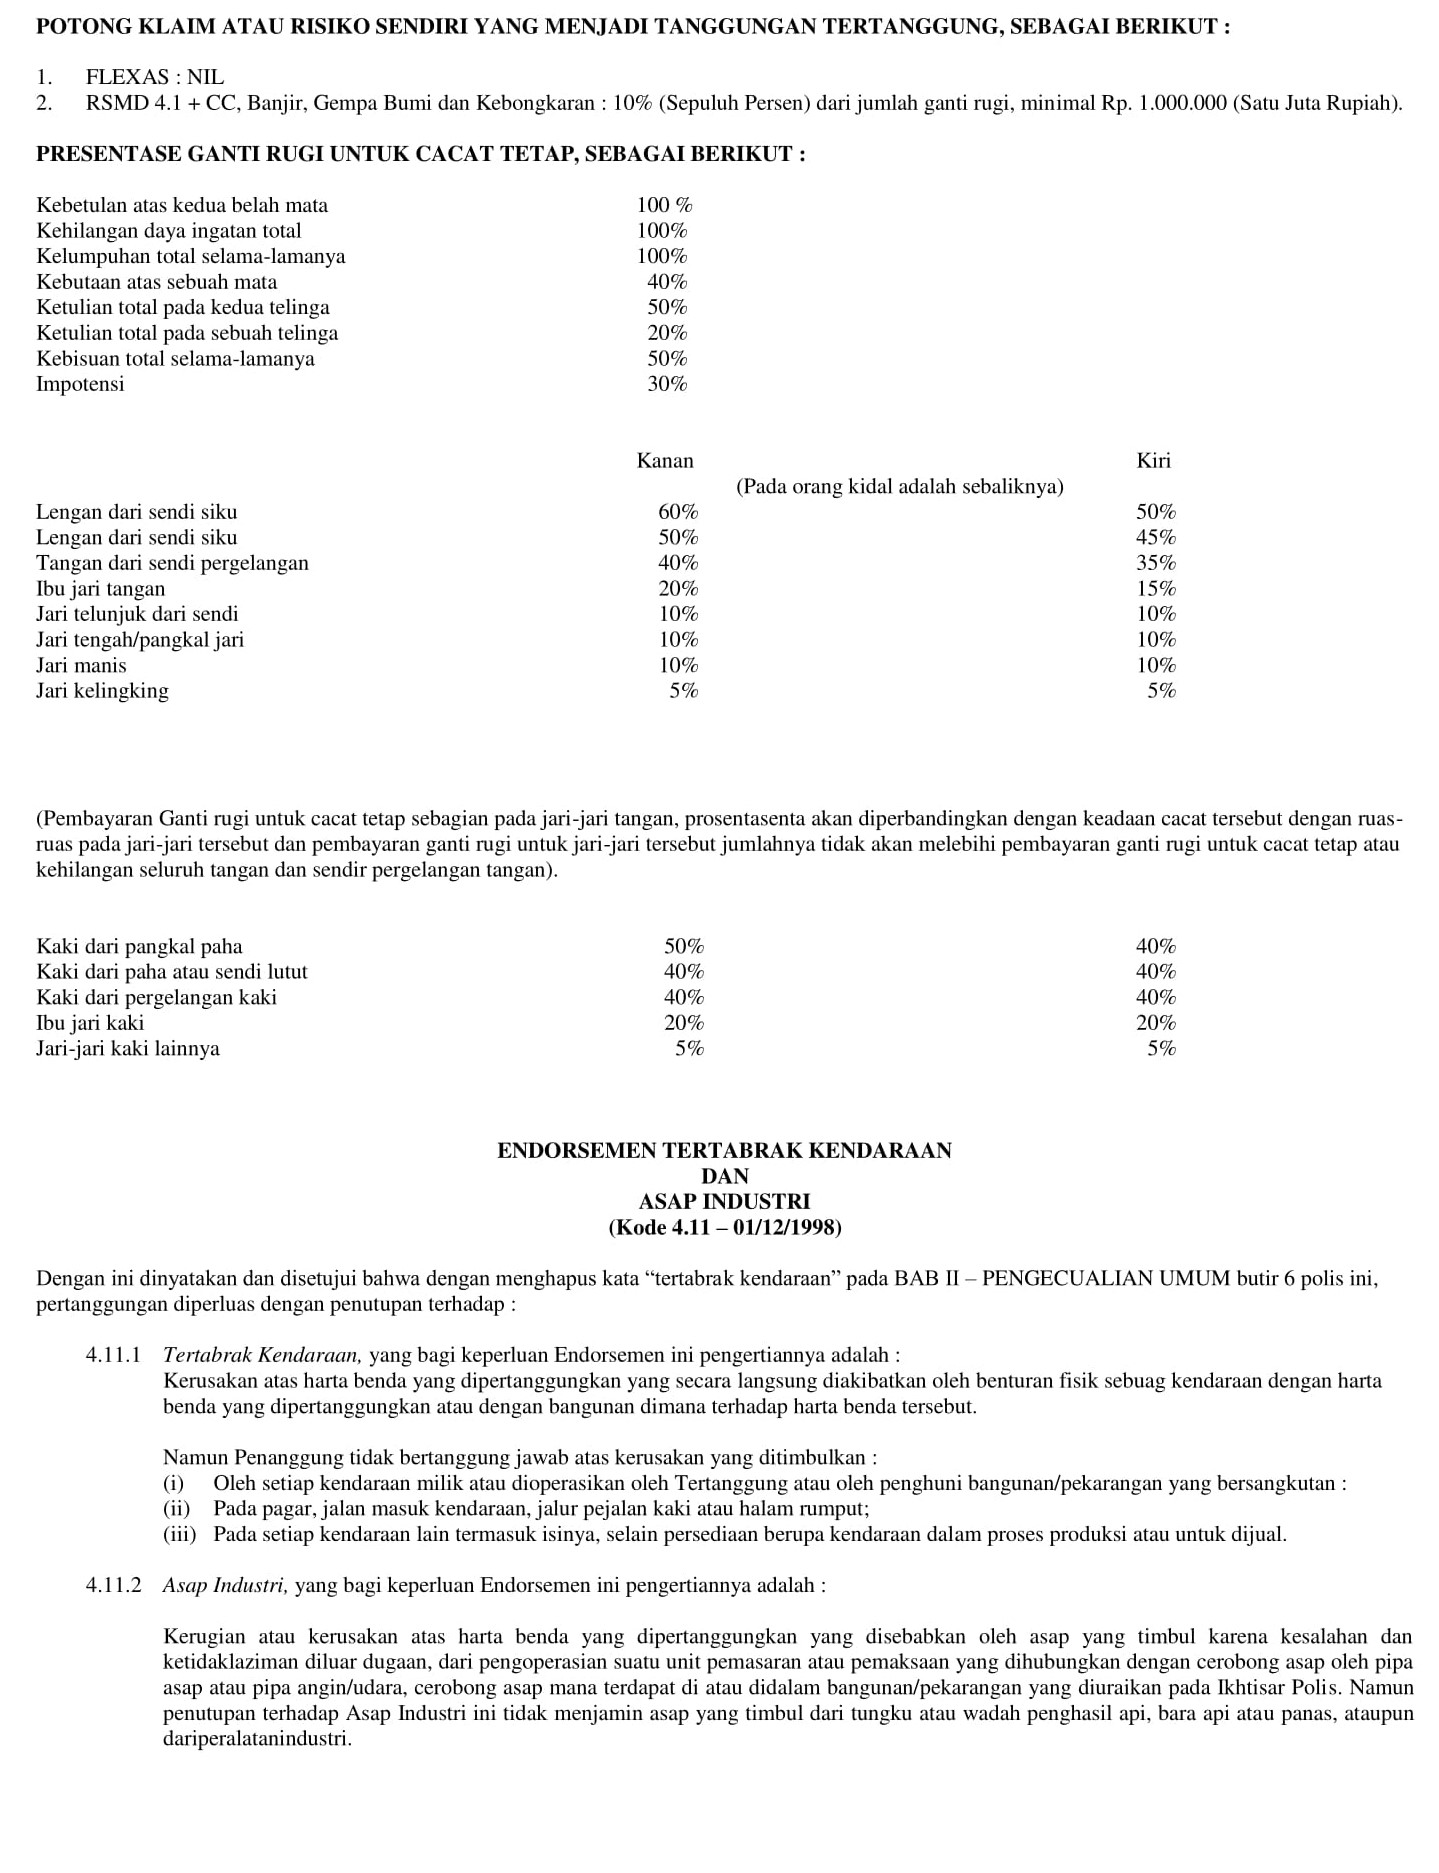 POTONG KLAIM ATAU RISIKO SENDIRI YANG MENJADI TANGGUNGAN TERTANGGUNG, SEBAGAI BERIKUT :
1. FLEXAS : NIL
2. RSMD 4.1 + CC, Banjir, Gempa Bumi dan Kebongkaran : 10% (Sepuluh Persen) dari jumlah ganti rugi, minimal Rp. 1.000.000 (Satu Juta Rupiah).
PRESENTASE GANTI RUGI UNTUK CACAT TETAP, SEBAGAI BERIKUT :
Kebetulan atas kedua belah mata 100 %
Kehilangan daya ingatan total 100%
Kelumpuhan total selama-lamanya 100%
Kebutaan atas sebuah mata 40%
Ketulian total pada kedua telinga 50%
Ketulian total pada sebuah telinga 20%
Kebisuan total selama-lamanya 50%
Impotensi 30%
Kanan Kiri
(Pada orang kidal adalah sebaliknya)
Lengan dari sendi siku 60% 50%
Lengan dari sendi siku 50% 45%
Tangan dari sendi pergelangan 40% 35%
Ibu jari tangan 20% 15%
Jari telunjuk dari sendi 10% 10%
Jari tengah/pangkal jari 10% 10%
Jari manis 10% 10%
Jari kelingking 5% 5%
(Pembayaran Ganti rugi untuk cacat tetap sebagian pada jari-jari tangan, prosentasenta akan diperbandingkan dengan keadaan cacat tersebut dengan ruas-
ruas pada jari-jari tersebut dan pembayaran ganti rugi untuk jari-jari tersebut jumlahnya tidak akan melebihi pembayaran ganti rugi untuk cacat tetap atau
kehilangan seluruh tangan dan sendir pergelangan tangan).
Kaki dari pangkal paha 50% 40%
Kaki dari paha atau sendi lutut 40% 40%
Kaki dari pergelangan kaki 40% 40%
Ibu jari kaki 20% 20%
Jari-jari kaki lainnya 5% 5%
ENDORSEMEN TERTABRAK KENDARAAN
DAN
ASAP INDUSTRI
(Kode 4.11 – 01/12/1998)
Dengan ini dinyatakan dan disetujui bahwa dengan menghapus kata “tertabrak kendaraan” pada BAB II – PENGECUALIAN UMUM butir 6 polis ini,
pertanggungan diperluas dengan penutupan terhadap :
4.11.1 Tertabrak Kendaraan, yang bagi keperluan Endorsemen ini pengertiannya adalah :
Kerusakan atas harta benda yang dipertanggungkan yang secara langsung diakibatkan oleh benturan fisik sebuag kendaraan dengan harta
benda yang dipertanggungkan atau dengan bangunan dimana terhadap harta benda tersebut.
Namun Penanggung tidak bertanggung jawab atas kerusakan yang ditimbulkan :
(i) Oleh setiap kendaraan milik atau dioperasikan oleh Tertanggung atau oleh penghuni bangunan/pekarangan yang bersangkutan :
(ii) Pada pagar, jalan masuk kendaraan, jalur pejalan kaki atau halam rumput;
(iii) Pada setiap kendaraan lain termasuk isinya, selain persediaan berupa kendaraan dalam proses produksi atau untuk dijual.
4.11.2 Asap Industri, yang bagi keperluan Endorsemen ini pengertiannya adalah :
Kerugian atau kerusakan atas harta benda yang dipertanggungkan yang disebabkan oleh asap yang timbul karena kesalahan dan
ketidaklaziman diluar dugaan, dari pengoperasian suatu unit pemasaran atau pemaksaan yang dihubungkan dengan cerobong asap oleh pipa
asap atau pipa angin/udara, cerobong asap mana terdapat di atau didalam bangunan/pekarangan yang diuraikan pada Ikhtisar Polis. Namun
penutupan terhadap Asap Industri ini tidak menjamin asap yang timbul dari tungku atau wadah penghasil api, bara api atau panas, ataupun
dariperalatanindustri.